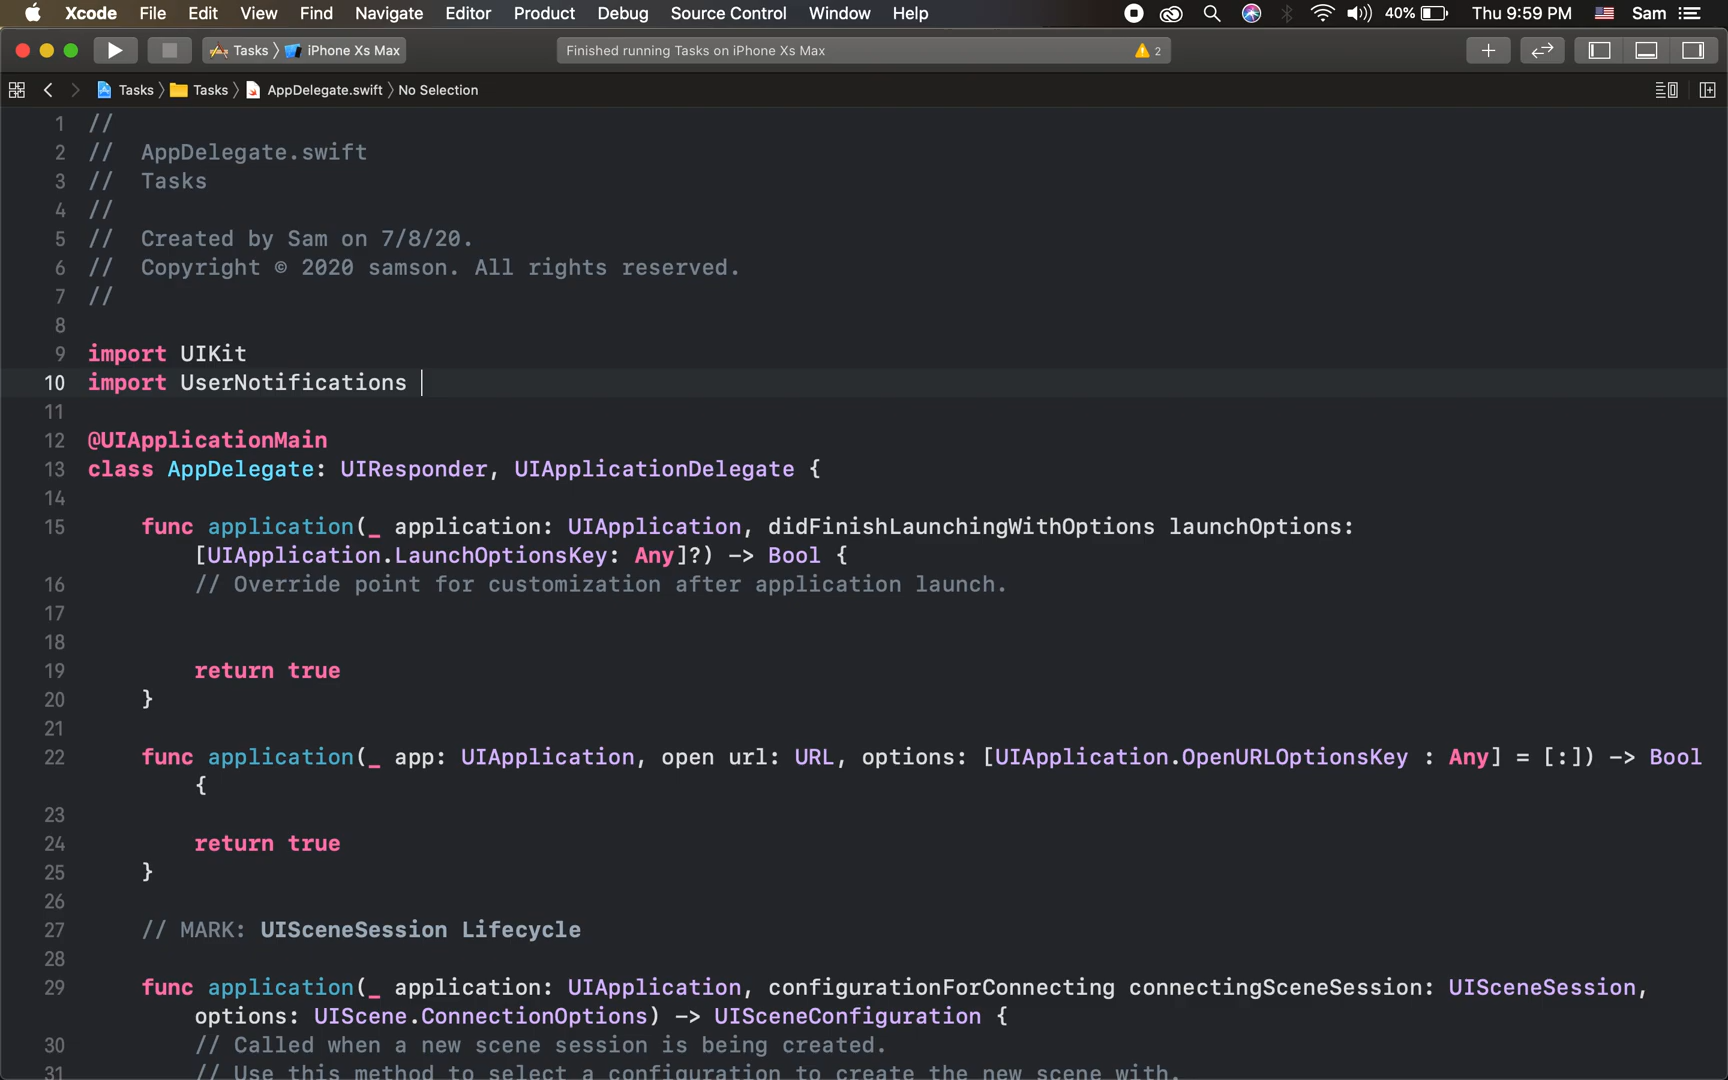 Xcode File Edit View Find Navigate Editor Product Debug Source Control Window Help 40% Thu 9:59 PM Sam
Tasks 〉 iPhone Xs Max Finished running Tasks on iPhone Xs Max 2
Tasks 〉 Tasks 〉 AppDelegate.swift 〉 No Selection
1 //
2 //  AppDelegate.swift
3 //  Tasks
4 //
5 //  Created by Sam on 7/8/20.
6 //  Copyright © 2020 samson. All rights reserved.
7 //
8
9 import UIKit
10 import UserNotifications
11
12 @UIApplicationMain
13 class AppDelegate: UIResponder, UIApplicationDelegate {
14
15     func application(_ application: UIApplication, didFinishLaunchingWithOptions launchOptions:
[UIApplication.LaunchOptionsKey: Any]?) -> Bool {
16         // Override point for customization after application launch.
17
18
19         return true
20     }
21
22     func application(_ app: UIApplication, open url: URL, options: [UIApplication.OpenURLOptionsKey : Any] = [:]) -> Bool
{
23
24         return true
25     }
26
27     // MARK: UISceneSession Lifecycle
28
29     func application(_ application: UIApplication, configurationForConnecting connectingSceneSession: UISceneSession,
options: UIScene.ConnectionOptions) -> UISceneConfiguration {
30         // Called when a new scene session is being created.
31         // Use this method to select a configuration to create the new scene with.